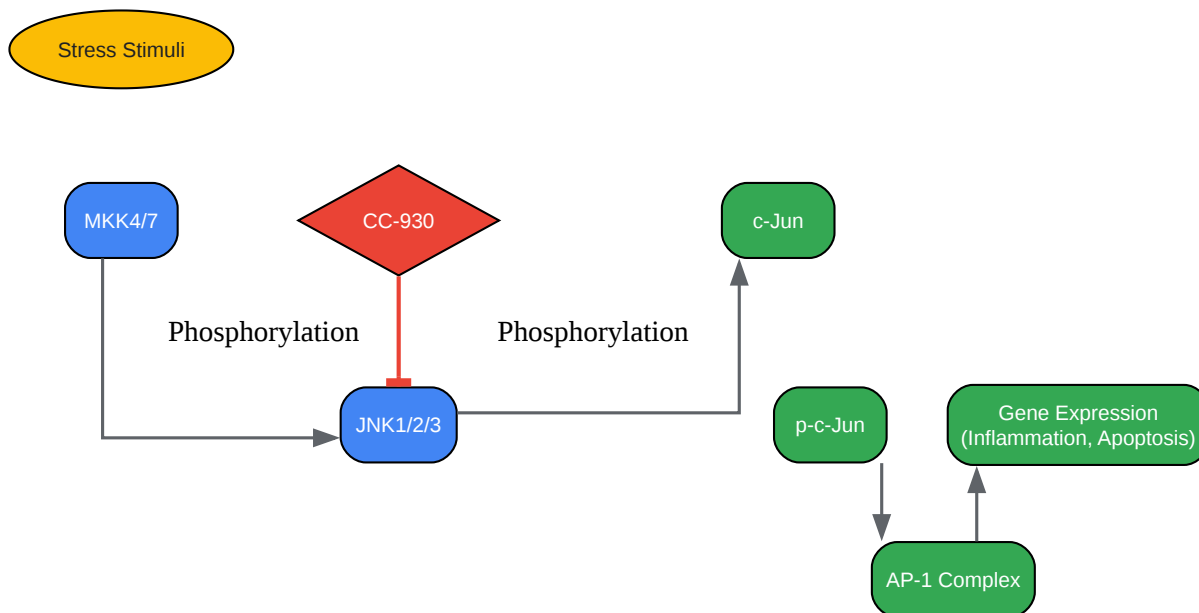 Stress Stimuli
MKK4/7
CC-930
c-Jun
Phosphorylation
Phosphorylation
JNK1/2/3
p-c-Jun
Gene Expression
(Inflammation, Apoptosis)
AP-1 Complex